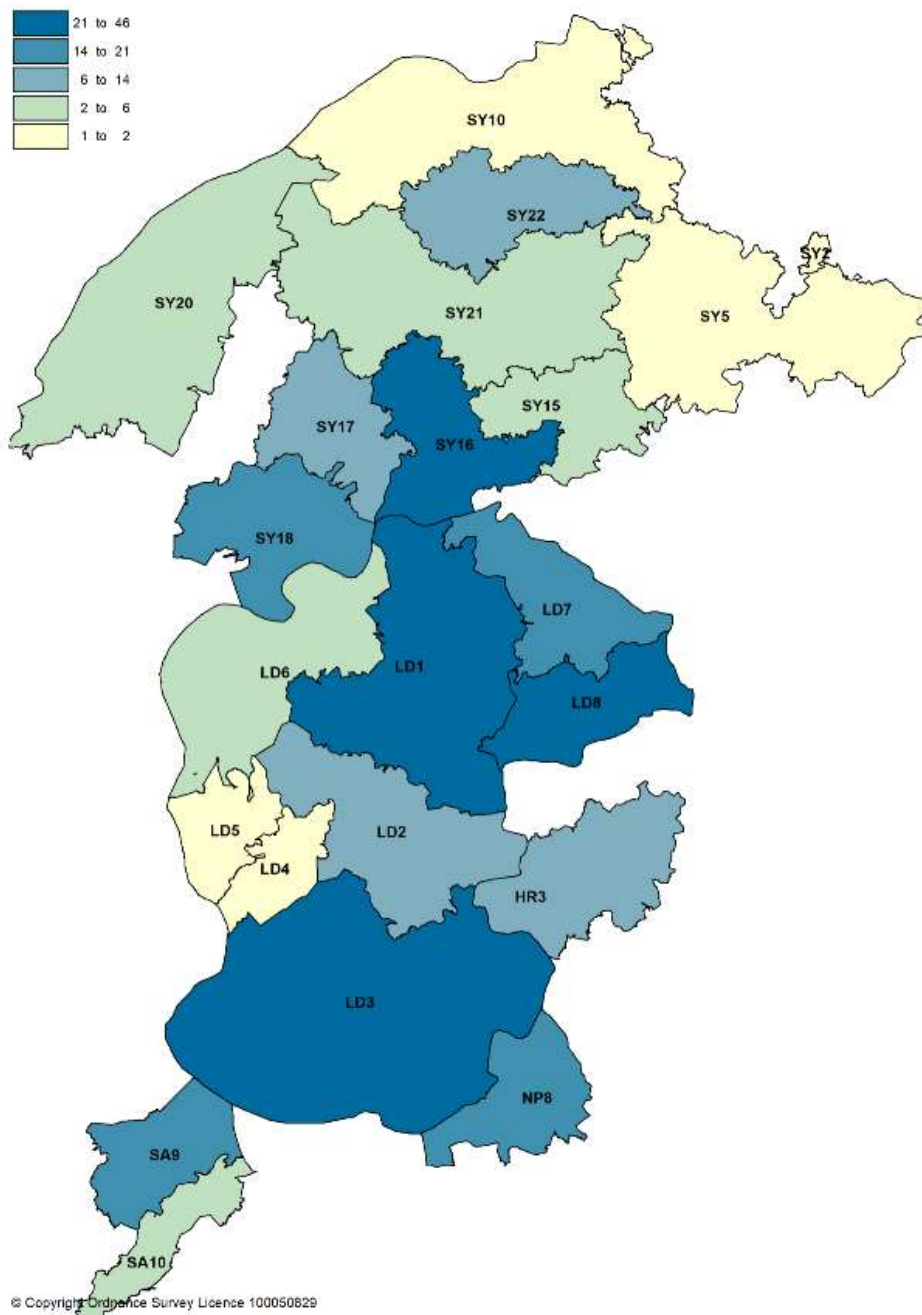 21 to 46
14 to 21
6 to 14
2 to 6
1 to 2
SY10
SY22
SY2
SY20
SY21
SY5
SY15
SY17
SY16
SY18
LD7
LD6
LD1
LD8
LD5
LD2
LD4
HR3
LD3
NP8
SA9
SA10
© Copyright Ordnance Survey Licence 100050829